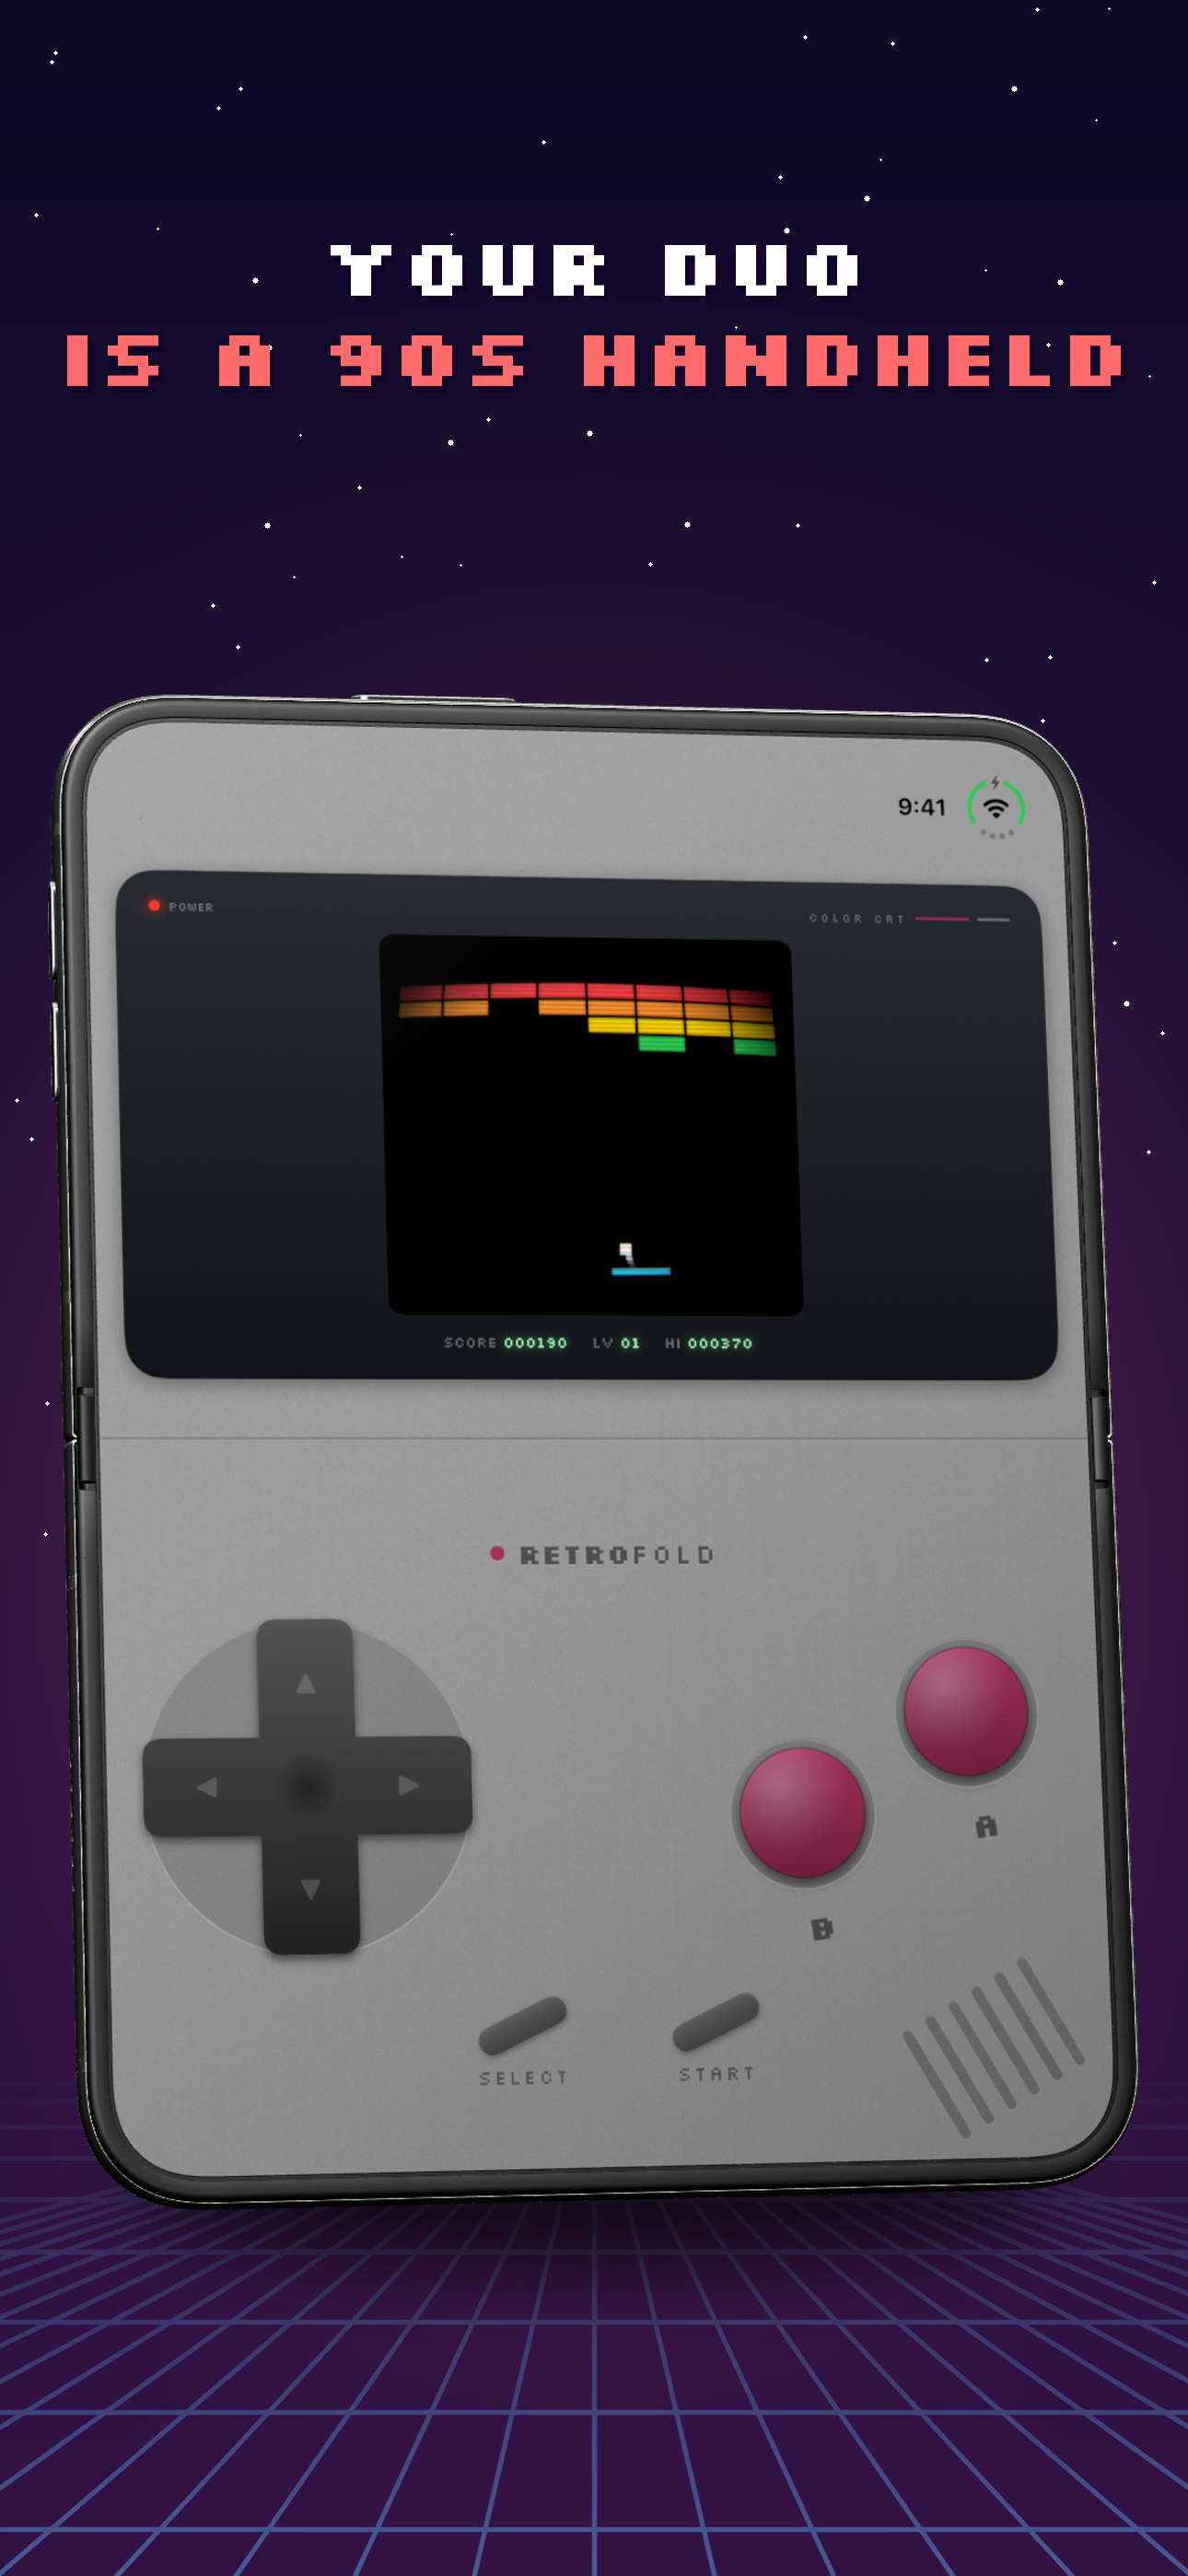 YOUR DUO
IS A 90S HANDHELD
9:41
POWER
COLOR CRT
SCORE 000190 LV 01 HI 000370
RETROFOLD
A
B
SELECT
START